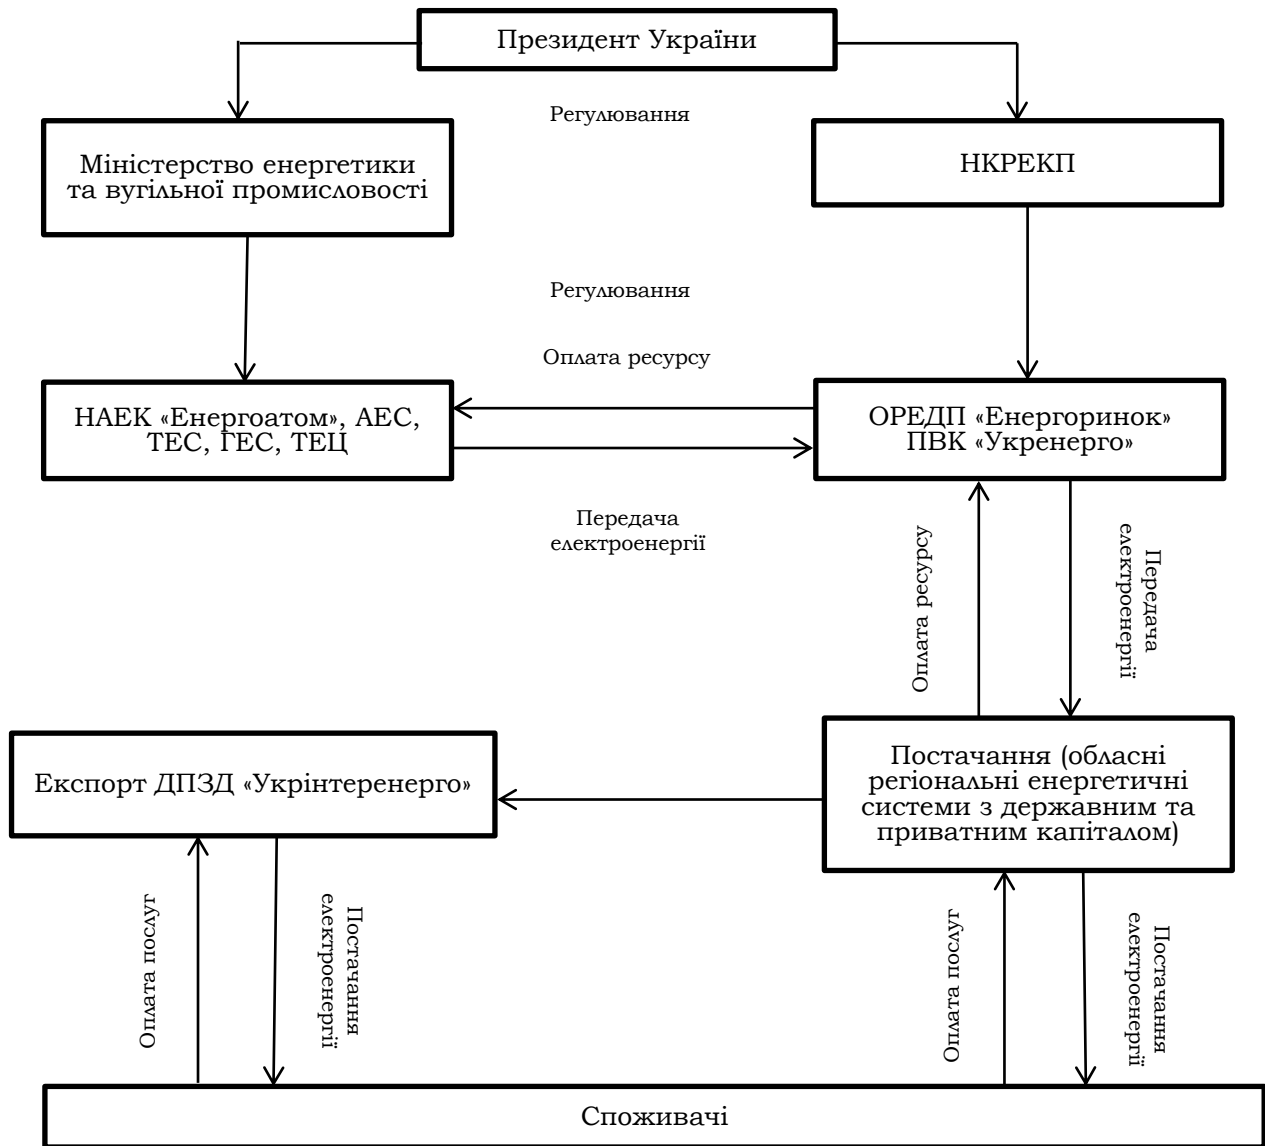 Президент України
Регулювання
Міністерство енергетики
та вугільної промисловості
НКРЕКП
Регулювання
Оплата ресурсу
НАЕК «Енергоатом», АЕС,
ТЕС, ГЕС, ТЕЦ
ОРЕДП «Енергоринок»
ПВК «Укренерго»
Передача
електроенергії
Оплата ресурсу
Передача
електроенергії
Експорт ДПЗД «Укрінтеренерго»
Постачання (обласні
регіональні енергетичні
системи з державним та
приватним капіталом)
Оплата послуг
Постачання
електроенергії
Оплата послуг
Постачання
електроенергії
Споживачі